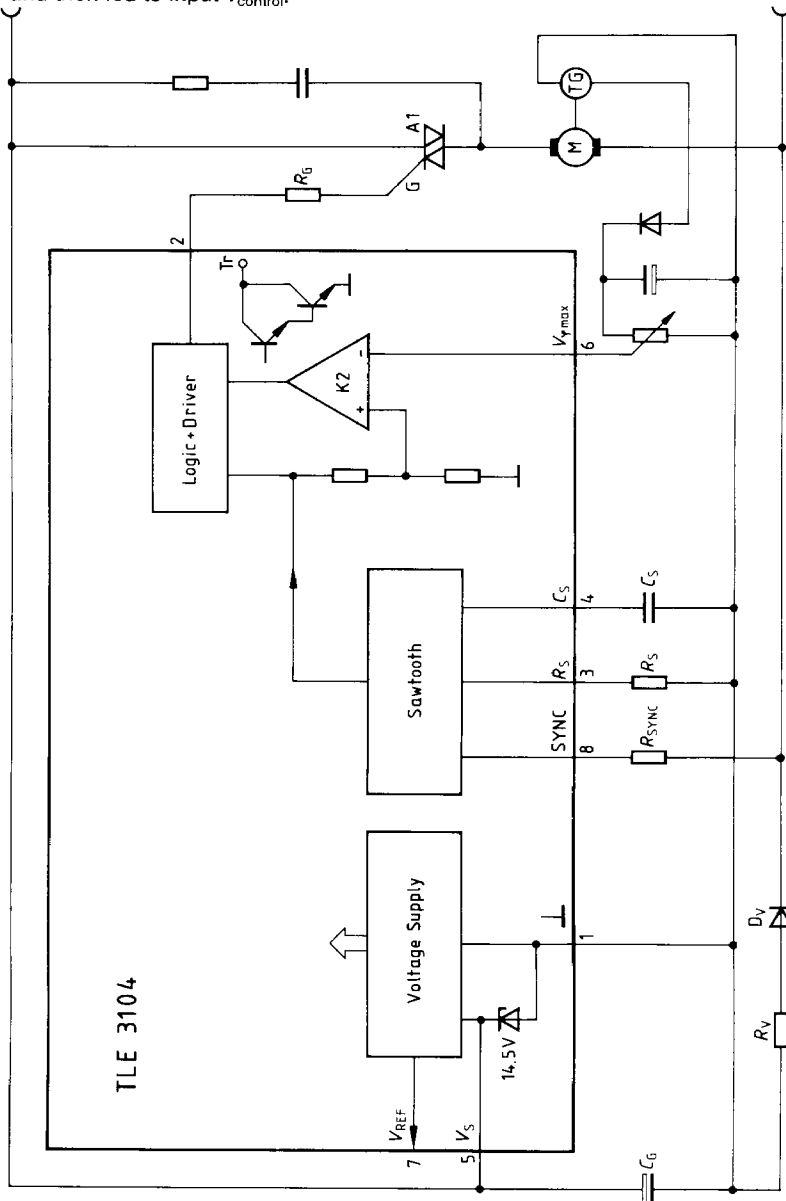 and then fed to input V_control.
TLE 3104
Voltage Supply
14.5V
V_REF
7
V_S
5
1
Sawtooth
SYNC
8
R_S
3
C_S
4
Logic+Driver
K2
+
-
Tr
2
V_φmax
6
R_G
G
A1
M
TG
C_S
R_S
R_SYNC
D_V
R_V
C_G